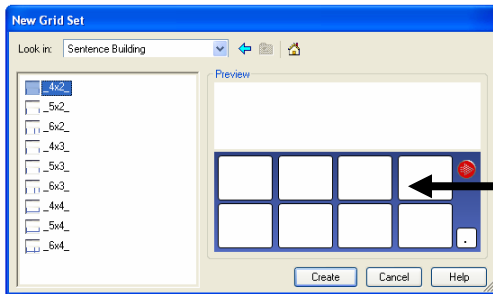 New Grid Set
Look in: Sentence Building
Preview
_4x2_
_5x2_
_6x2_
_4x3_
_5x3_
_6x3_
_4x4_
_5x4_
_6x4_
.
Create Cancel Help